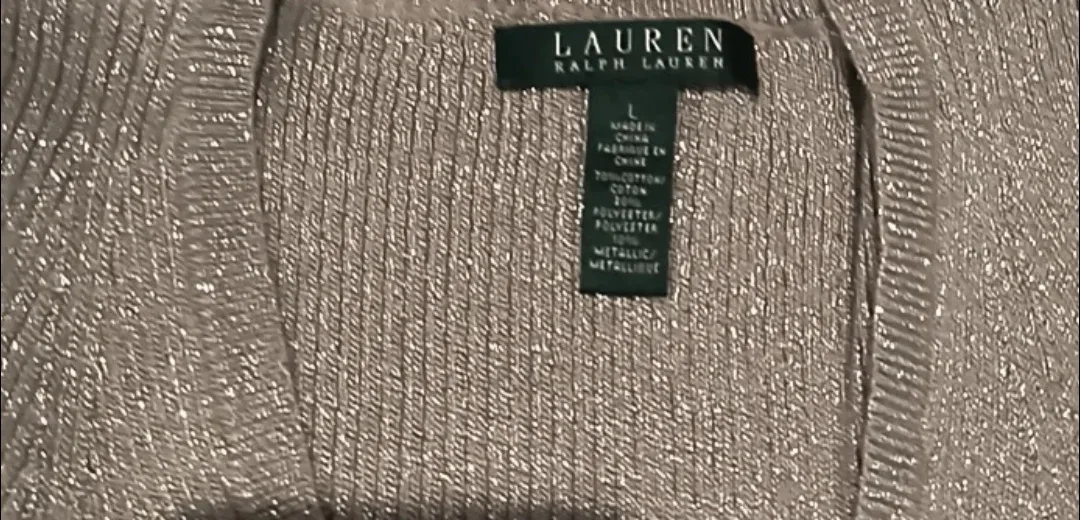 LAUREN
RALPH LAUREN
L
MADE IN
CHINA
FABRIQUE EN
CHINE
70% COTTON/
COTON
20%
POLYESTER/
POLYESTER
10%
METALLIC/
METALLIQUE